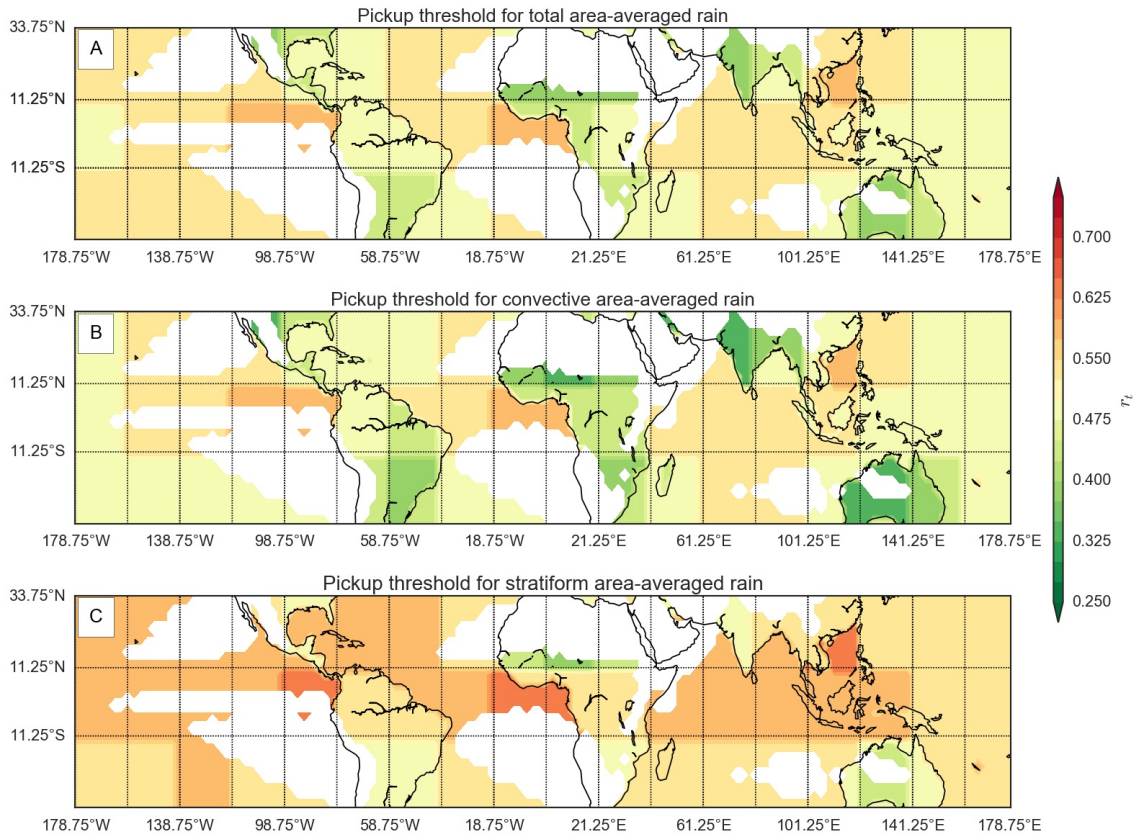 Pickup threshold for total area-averaged rain
A
33.75°N
11.25°N
11.25°S
178.75°W 138.75°W 98.75°W 58.75°W 18.75°W 21.25°E 61.25°E 101.25°E 141.25°E 178.75°E
Pickup threshold for convective area-averaged rain
B
33.75°N
11.25°N
11.25°S
178.75°W 138.75°W 98.75°W 58.75°W 18.75°W 21.25°E 61.25°E 101.25°E 141.25°E 178.75°E
Pickup threshold for stratiform area-averaged rain
C
33.75°N
11.25°N
11.25°S
178.75°W 138.75°W 98.75°W 58.75°W 18.75°W 21.25°E 61.25°E 101.25°E 141.25°E 178.75°E
0.700
0.625
0.550
0.475
0.400
0.325
0.250
r_t